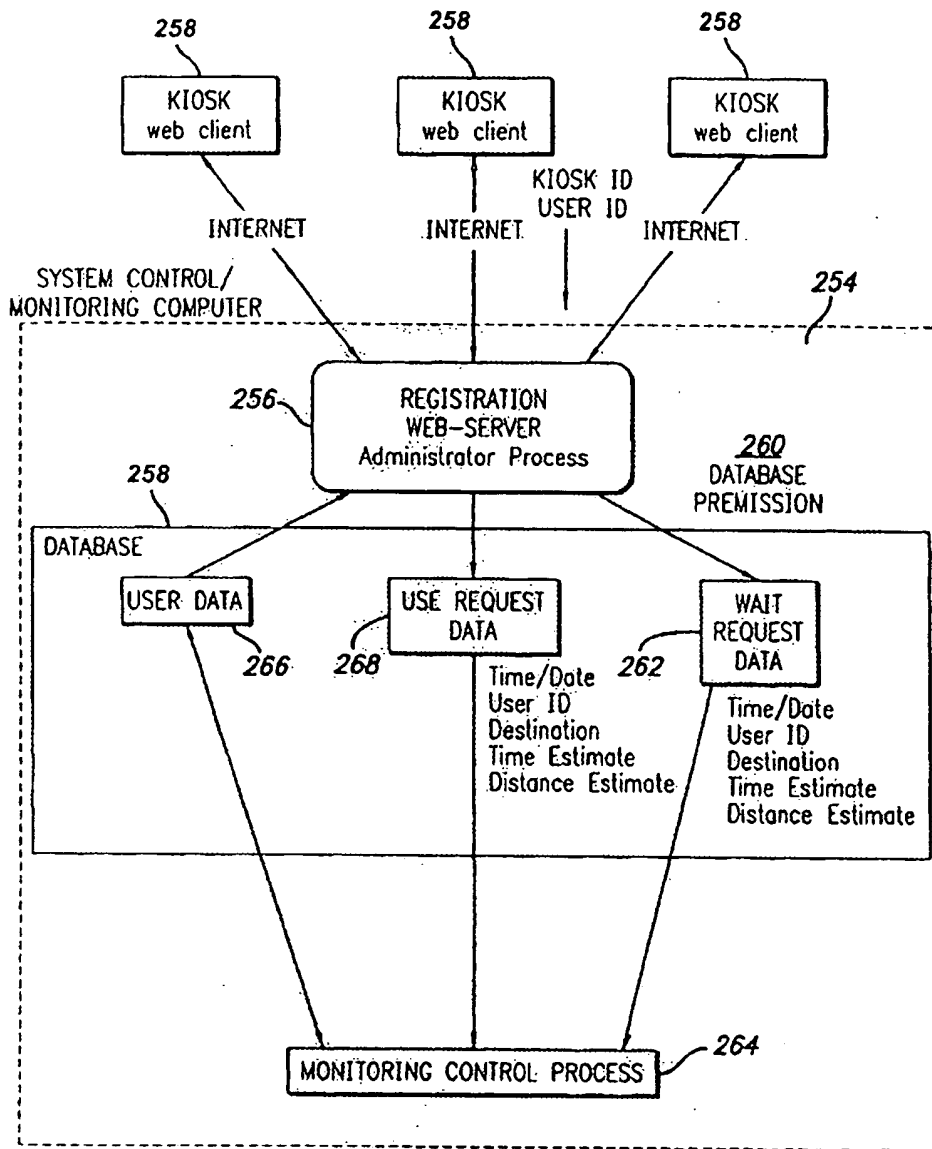 258
258
258
KIOSK
web client
KIOSK
web client
KIOSK
web client
KIOSK ID
USER ID
INTERNET
INTERNET
INTERNET
SYSTEM CONTROL/
MONITORING COMPUTER
254
256
REGISTRATION
WEB-SERVER
Administrator Process
260
DATABASE
PREMISSION
258
DATABASE
USER DATA
266
USE REQUEST
DATA
268
Time/Date
User ID
Destination
Time Estimate
Distance Estimate
WAIT
REQUEST
DATA
262
Time/Date
User ID
Destination
Time Estimate
Distance Estimate
264
MONITORING CONTROL PROCESS